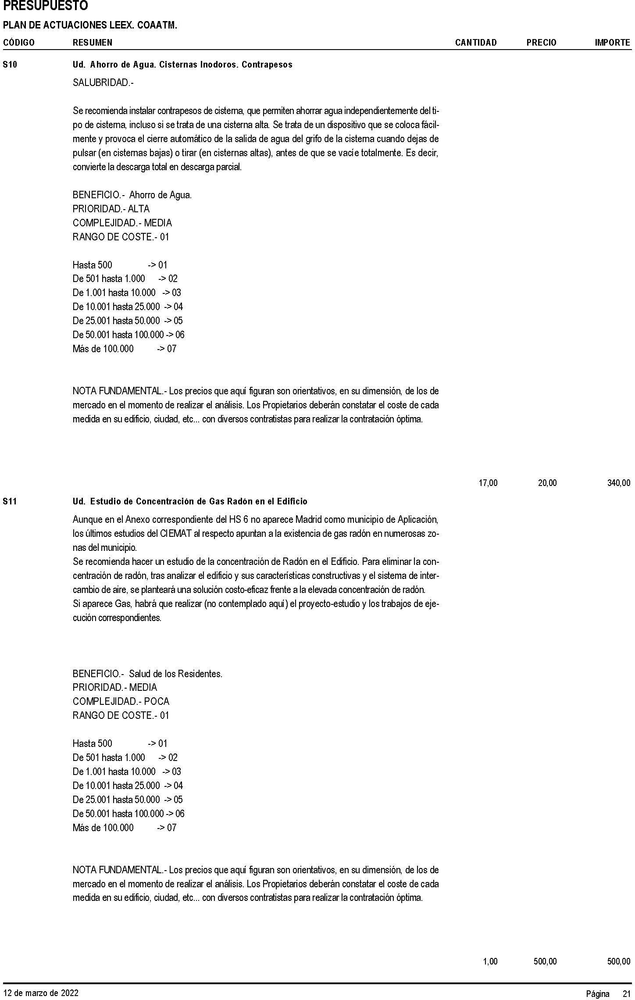 PRESUPUESTO
PLAN DE ACTUACIONES LEEX. COAATM.
CÓDIGO RESUMEN CANTIDAD PRECIO IMPORTE
S10 Ud. Ahorro de Agua. Cisternas Inodoros. Contrapesos
SALUBRIDAD.-
Se recomienda instalar contrapesos de cisterna, que permiten ahorrar agua independientemente del ti-
po de cisterna, incluso si se trata de una cisterna alta. Se trata de un dispositivo que se coloca fácil-
mente y provoca el cierre automático de la salida de agua del grifo de la cisterna cuando dejas de
pulsar (en cisternas bajas) o tirar (en cisternas altas), antes de que se vacíe totalmente. Es decir,
convierte la descarga total en descarga parcial.
BENEFICIO.- Ahorro de Agua.
PRIORIDAD.- ALTA
COMPLEJIDAD.- MEDIA
RANGO DE COSTE.- 01
Hasta 500 -> 01
De 501 hasta 1.000 -> 02
De 1.001 hasta 10.000 -> 03
De 10.001 hasta 25.000 -> 04
De 25.001 hasta 50.000 -> 05
De 50.001 hasta 100.000 -> 06
Más de 100.000 -> 07
NOTA FUNDAMENTAL.- Los precios que aquí figuran son orientativos, en su dimensión, de los de
mercado en el momento de realizar el análisis. Los Propietarios deberán constatar el coste de cada
medida en su edificio, ciudad, etc... con diversos contratistas para realizar la contratación óptima.
17,00 20,00 340,00
S11 Ud. Estudio de Concentración de Gas Radón en el Edificio
Aunque en el Anexo correspondiente del HS 6 no aparece Madrid como municipio de Aplicación,
los últimos estudios del CIEMAT al respecto apuntan a la existencia de gas radón en numerosas zo-
nas del municipio.
Se recomienda hacer un estudio de la concentración de Radón en el Edificio. Para eliminar la con-
centración de radón, tras analizar el edificio y sus características constructivas y el sistema de inter-
cambio de aire, se planteará una solución costo-eficaz frente a la elevada concentración de radón.
Si aparece Gas, habrá que realizar (no contemplado aquí) el proyecto-estudio y los trabajos de eje-
cución correspondientes.
BENEFICIO.- Salud de los Residentes.
PRIORIDAD.- MEDIA
COMPLEJIDAD.- POCA
RANGO DE COSTE.- 01
Hasta 500 -> 01
De 501 hasta 1.000 -> 02
De 1.001 hasta 10.000 -> 03
De 10.001 hasta 25.000 -> 04
De 25.001 hasta 50.000 -> 05
De 50.001 hasta 100.000 -> 06
Más de 100.000 -> 07
NOTA FUNDAMENTAL.- Los precios que aquí figuran son orientativos, en su dimensión, de los de
mercado en el momento de realizar el análisis. Los Propietarios deberán constatar el coste de cada
medida en su edificio, ciudad, etc... con diversos contratistas para realizar la contratación óptima.
1,00 500,00 500,00
12 de marzo de 2022 Página 21